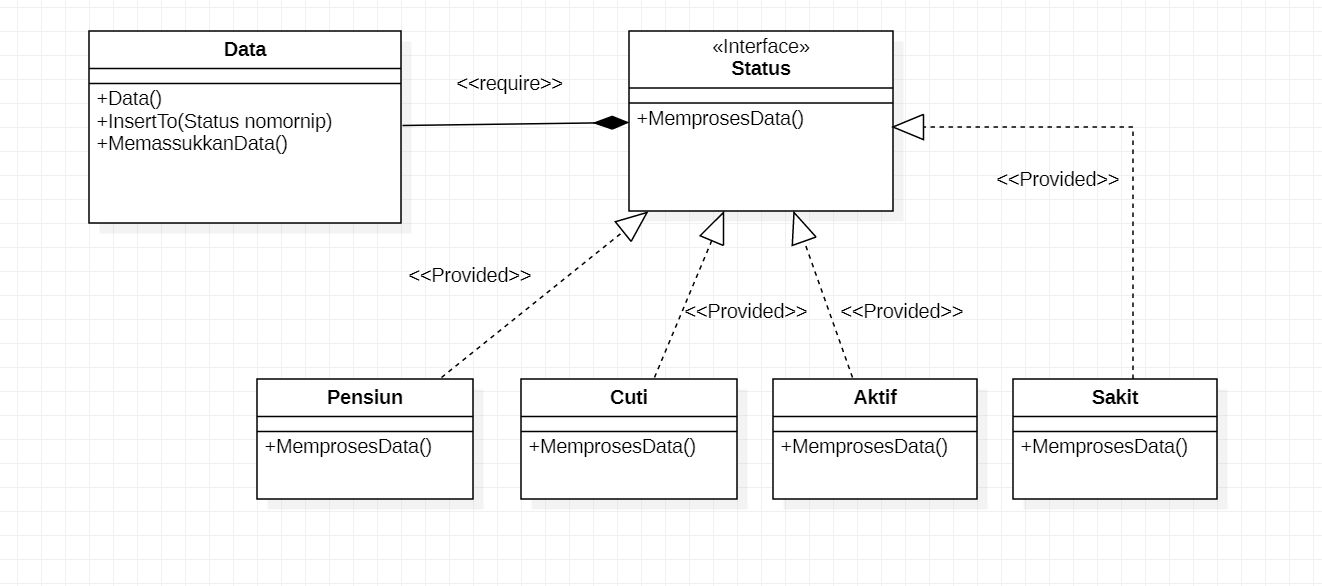 Data
+Data()
+InsertTo(Status nomornip)
+MemassukkanData()
<<require>>
«Interface»
Status
+MemprosesData()
<<Provided>>
<<Provided>>
<<Provided>>
<<Provided>>
Pensiun
+MemprosesData()
Cuti
+MemprosesData()
Aktif
+MemprosesData()
Sakit
+MemprosesData()